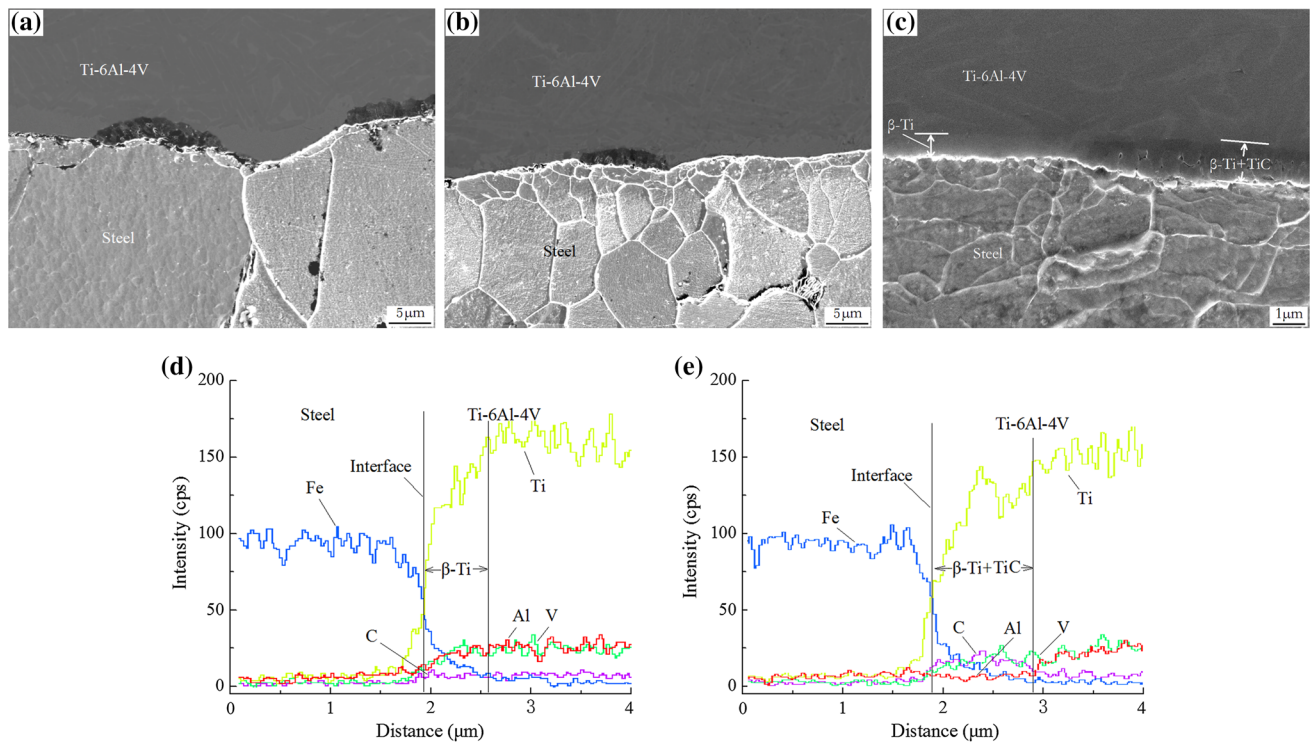 (a)
Ti-6Al-4V
Steel
5μm
(b)
Ti-6Al-4V
Steel
5μm
(c)
Ti-6Al-4V
β-Ti
β-Ti+TiC
Steel
1μm
(d)
200
150
100
50
0
Intensity (cps)
Steel
Ti-6Al-4V
Interface
Fe
Ti
β-Ti
C
Al
V
0 1 2 3 4
Distance (μm)
(e)
200
150
100
50
0
Intensity (cps)
Steel
Ti-6Al-4V
Interface
Fe
Ti
β-Ti+TiC
C
Al
V
0 1 2 3 4
Distance (μm)